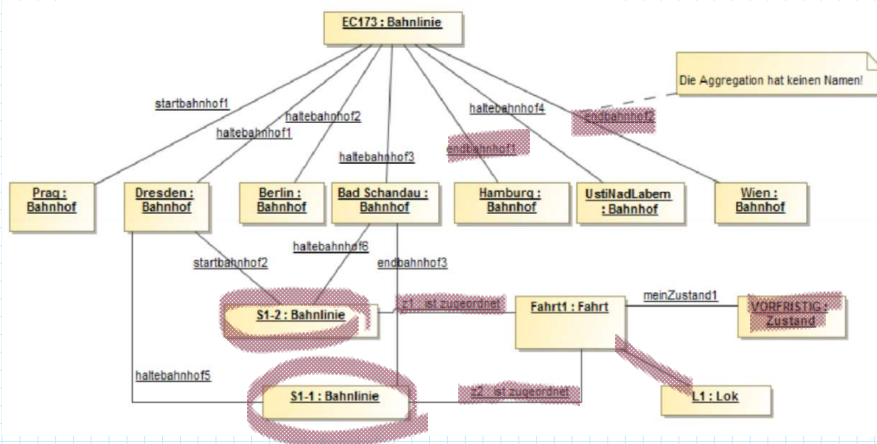 EC173 : Bahnlinie
Die Aggregation hat keinen Namen!
startbahnhof1
haltebahnhof1
haltebahnhof2
haltebahnhof3
endbahnhof1
haltebahnhof4
endbahnhof2
Prag :
Bahnhof
Dresden :
Bahnhof
Berlin :
Bahnhof
Bad Schandau :
Bahnhof
Hamburg :
Bahnhof
UstiNadLabem
: Bahnhof
Wien :
Bahnhof
startbahnhof2
haltebahnhof6
endbahnhof3
S1-2 : Bahnlinie
z1 : ist zugeordnet
Fahrt1 : Fahrt
meinZustand1
VORFRISTIG :
Zustand
haltebahnhof5
S1-1 : Bahnlinie
z2 : ist zugeordnet
L1 : Lok